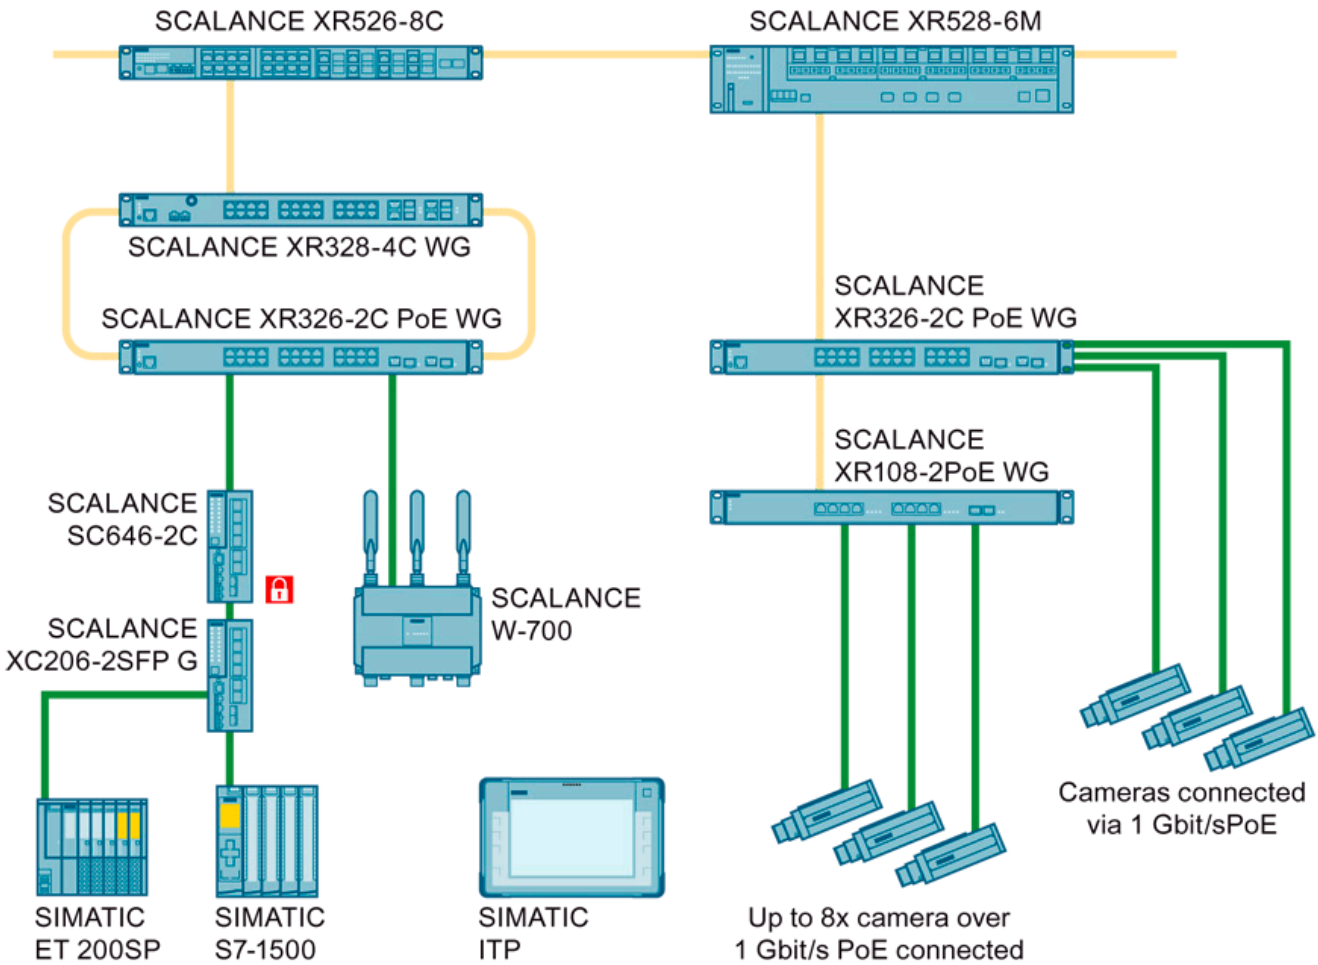 SCALANCE XR526-8C
SCALANCE XR528-6M
SCALANCE XR328-4C WG
SCALANCE XR326-2C PoE WG
SCALANCE
XR326-2C PoE WG
SCALANCE
XR108-2PoE WG
SCALANCE
SC646-2C
SCALANCE
W-700
SCALANCE
XC206-2SFP G
Cameras connected
via 1 Gbit/sPoE
SIMATIC
ET 200SP
SIMATIC
S7-1500
SIMATIC
ITP
Up to 8x camera over
1 Gbit/s PoE connected